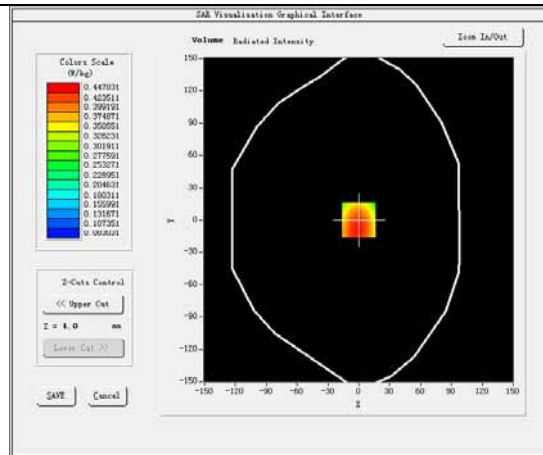 SAR Visualisation Graphical Interface
Volume Radiated Intensity
Zoom In/Out
Colors Scale
(W/kg)
0.447831
0.423511
0.399191
0.374871
0.350551
0.326231
0.301911
0.277591
0.253271
0.228951
0.204631
0.180311
0.155991
0.131671
0.107351
0.083031
Z-Cuts Control
<< Upper Cut
Z = 4.0 mm
Lower Cut >>
SAVE Cancel
150
120
90
60
30
0
-30
-60
-90
-120
-150
Y
-150 -120 -90 -60 -30 0 30 60 90 120 150
X